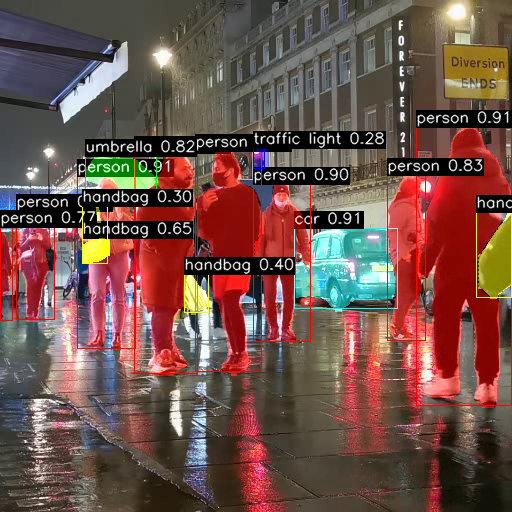 FOREVER 21
Diversion
ENDS
person 0.91
umbrella 0.82
person
traffic light 0.28
person 0.91
person 0.90
person 0.83
handbag 0.30
person
hand
person 0.77
car 0.91
handbag 0.65
handbag 0.40